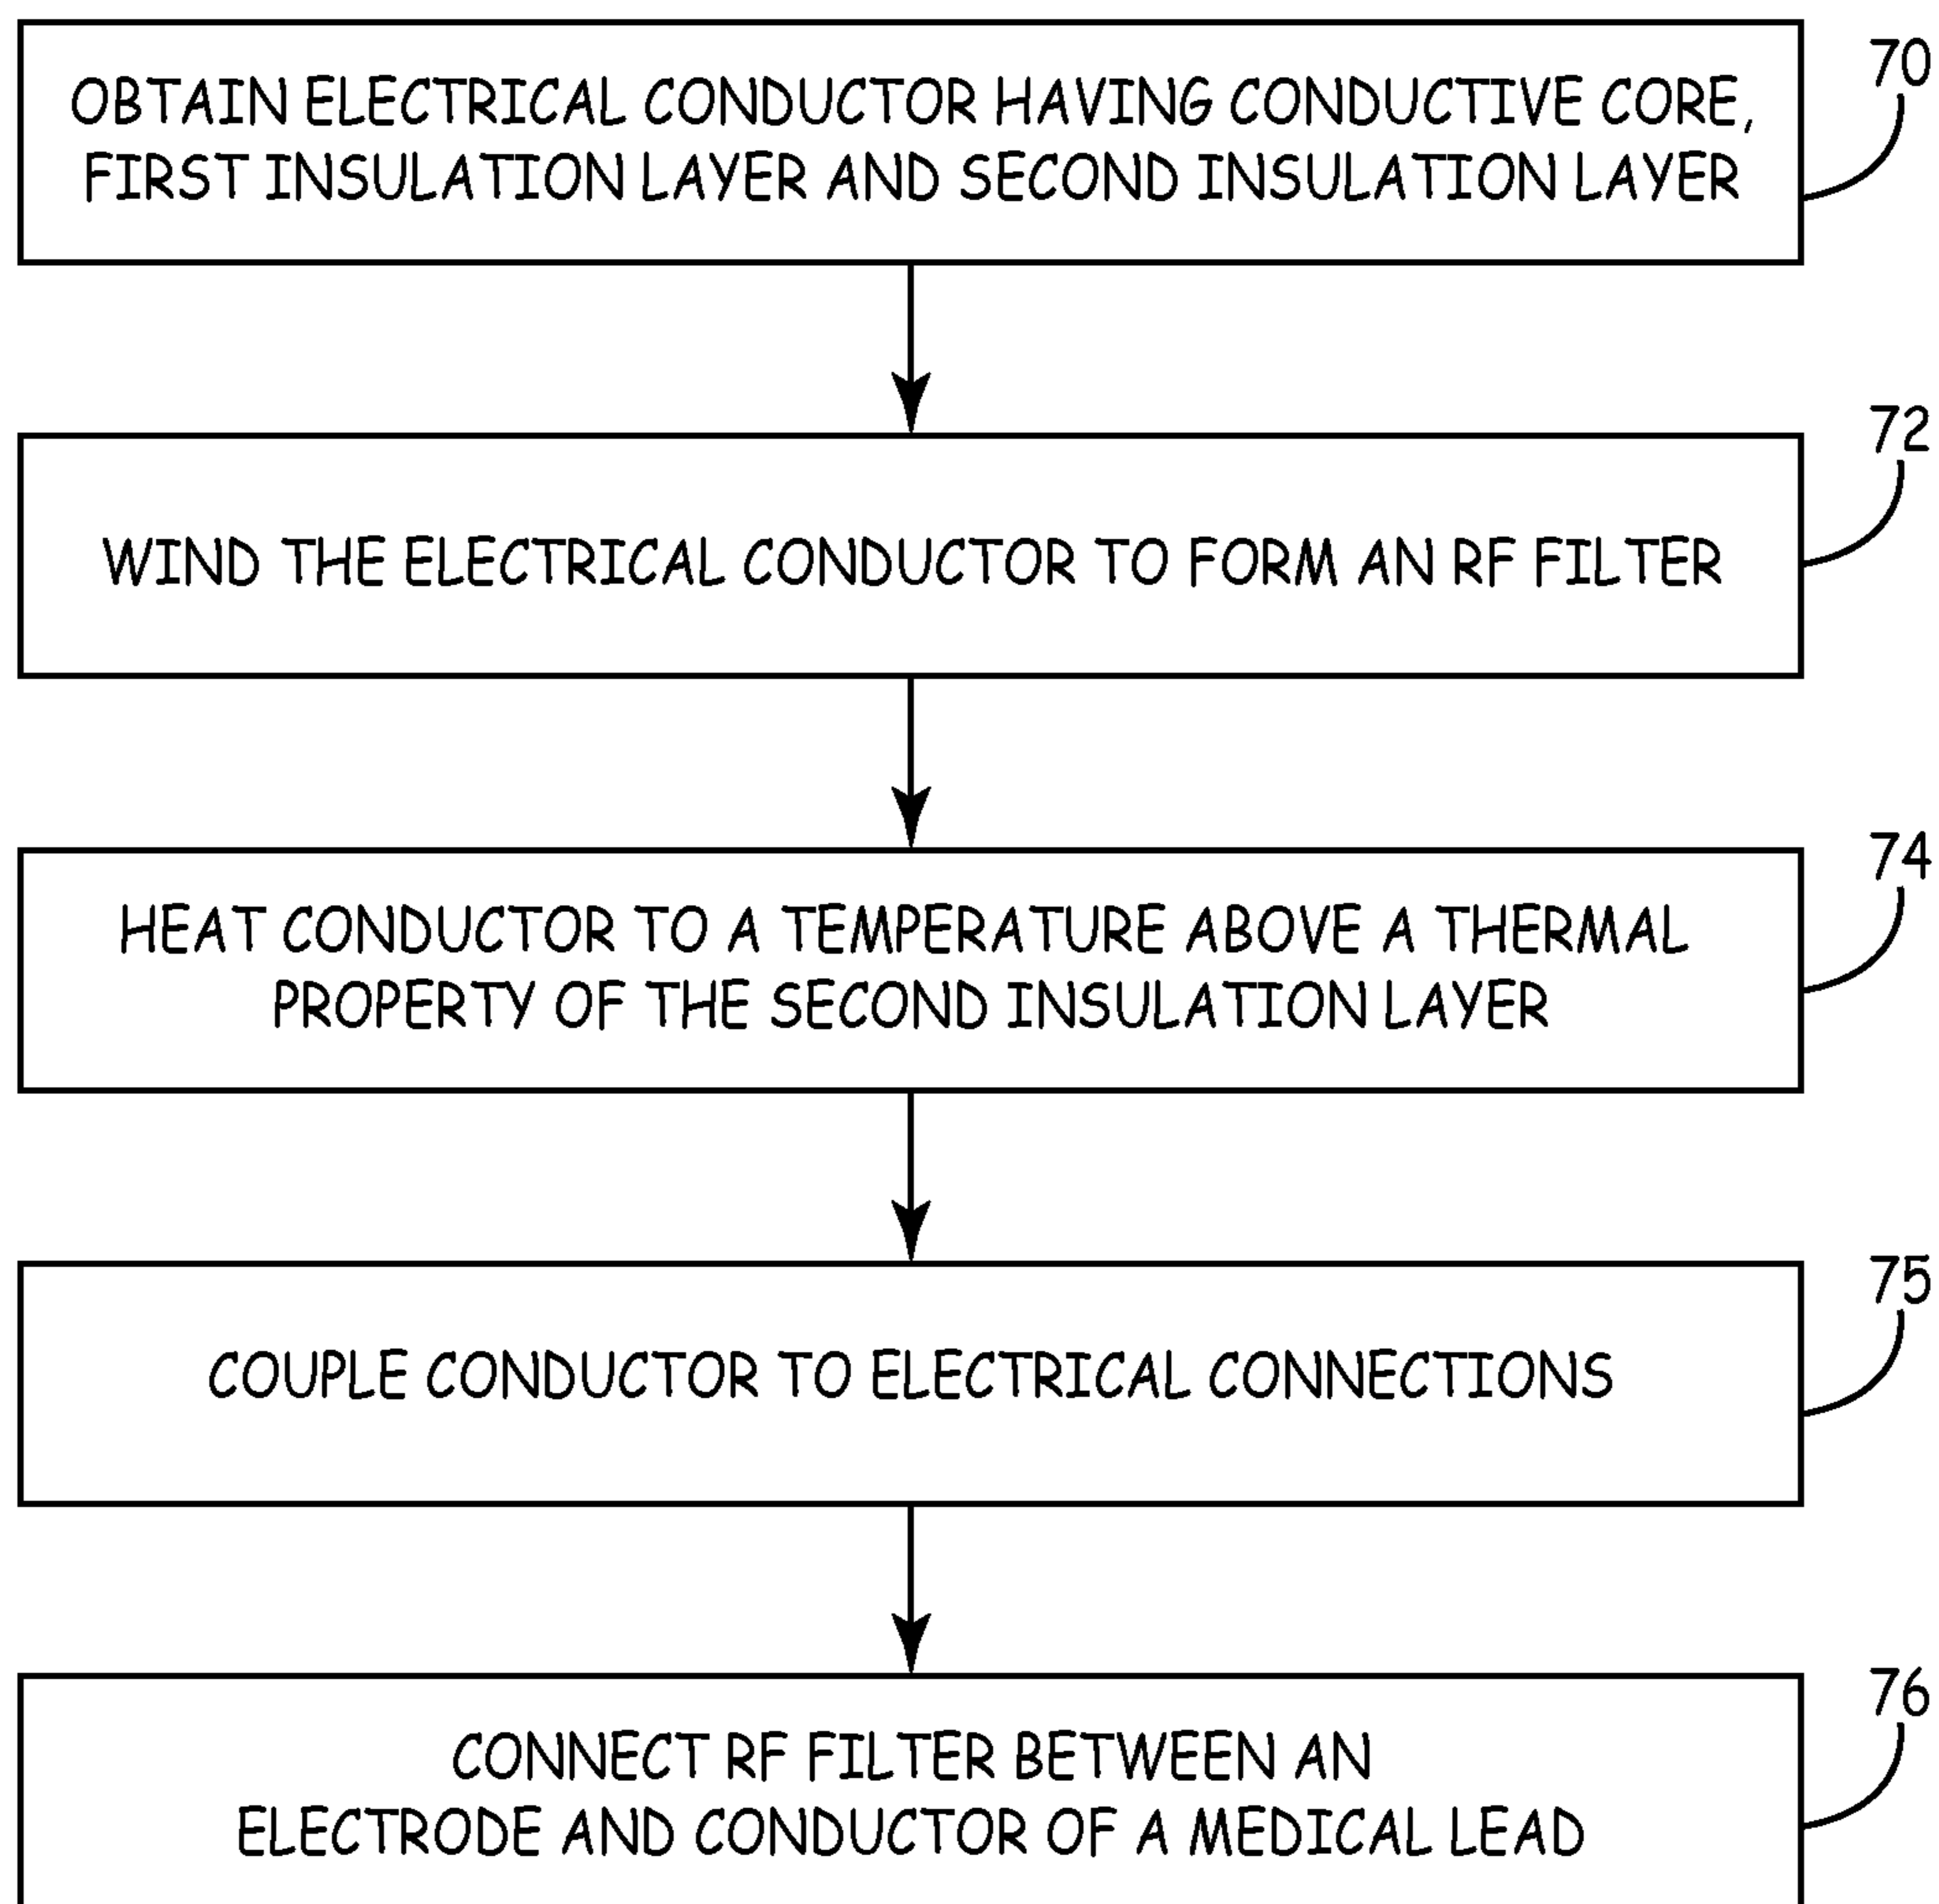 70
OBTAIN ELECTRICAL CONDUCTOR HAVING CONDUCTIVE CORE,
FIRST INSULATION LAYER AND SECOND INSULATION LAYER
72
WIND THE ELECTRICAL CONDUCTOR TO FORM AN RF FILTER
74
HEAT CONDUCTOR TO A TEMPERATURE ABOVE A THERMAL
PROPERTY OF THE SECOND INSULATION LAYER
75
COUPLE CONDUCTOR TO ELECTRICAL CONNECTIONS
76
CONNECT RF FILTER BETWEEN AN
ELECTRODE AND CONDUCTOR OF A MEDICAL LEAD